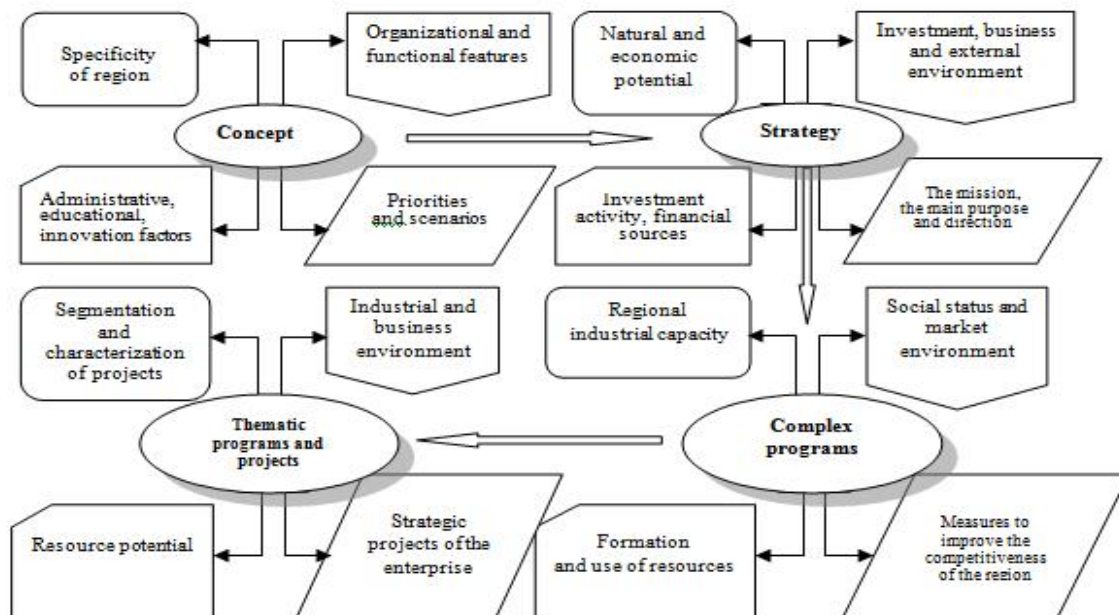 Specificity
of region
Organizational and
functional features
Natural and
economic
potential
Investment, business
and external
environment
Concept
Strategy
Administrative,
educational,
innovation factors
Priorities
and scenarios
Investment
activity, financial
sources
The mission,
the main purpose
and direction
Segmentation
and
characterization
of projects
Industrial and
business
environment
Regional
industrial capacity
Social status and
market
environment
Thematic
programs and
projects
Complex
programs
Resource potential
Strategic
projects of the
enterprise
Formation
and use of resources
Measures to
improve the
competitiveness
of the region